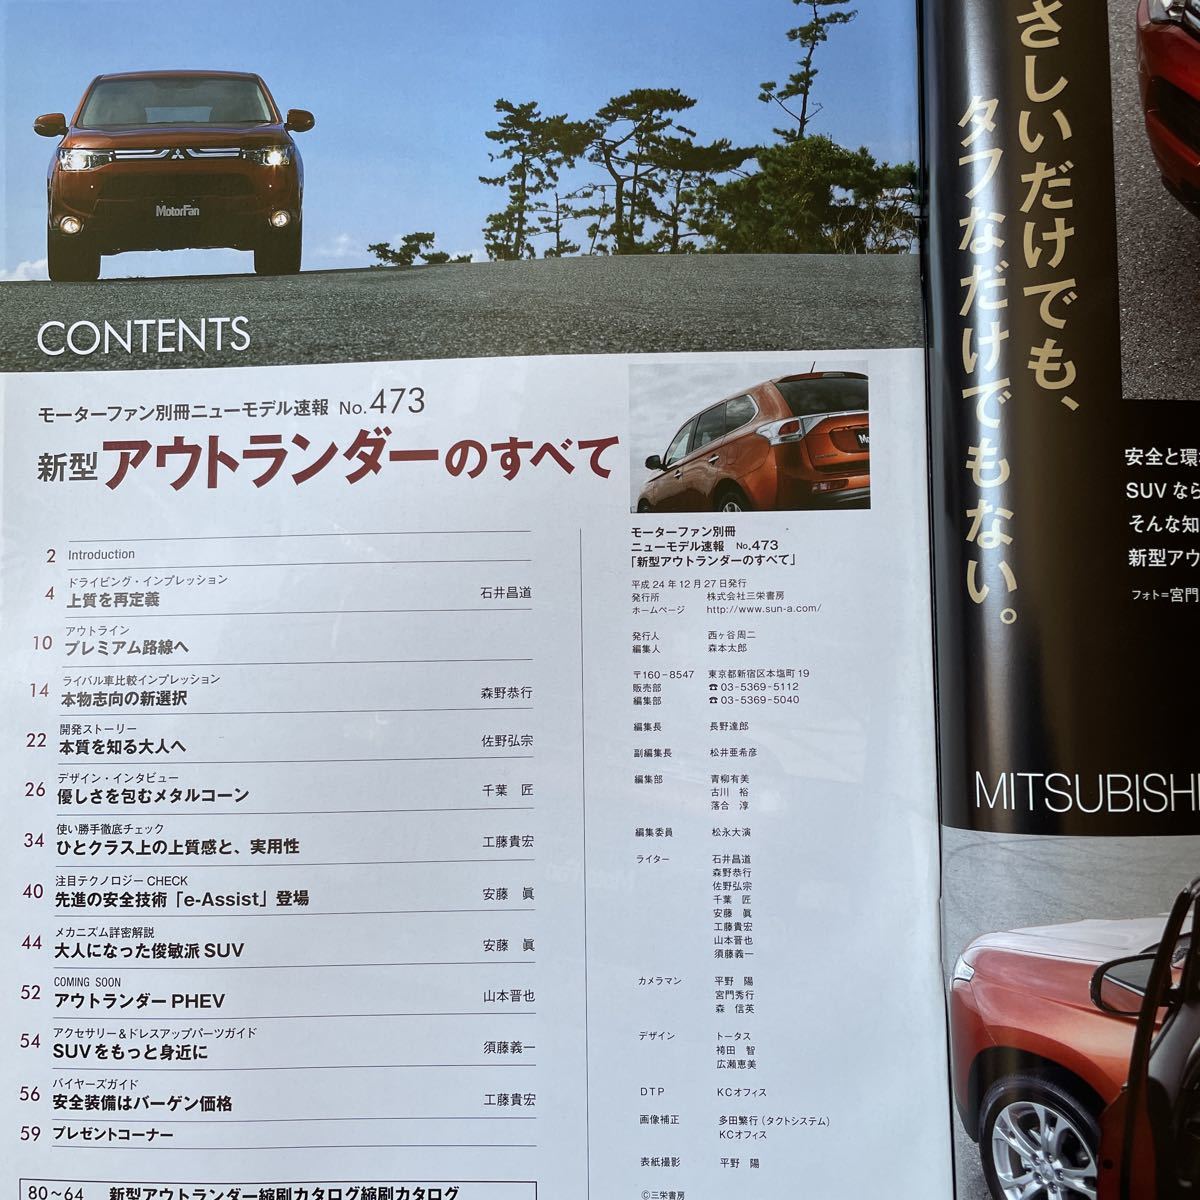 MotorFan
CONTENTS
モーターファン別冊ニューモデル速報 No.473
新型 アウトランダーのすべて
2 Introduction
4 ドライビング・インプレッション
上質を再定義 石井昌道
10 アウトライン
プレミアム路線へ
14 ライバル車比較インプレッション
本物志向の新選択 森野恭行
22 開発ストーリー
本質を知る大人へ 佐野弘宗
26 デザイン・インタビュー
優しさを包むメタルコーン 千葉 匠
34 使い勝手徹底チェック
ひとクラス上の上質感と、実用性 工藤貴宏
40 注目テクノロジー CHECK
先進の安全技術「e-Assist」登場 安藤 眞
44 メカニズム詳密解説
大人になった俊敏派 SUV 安藤 眞
52 COMING SOON
アウトランダー PHEV 山本晋也
54 アクセサリー＆ドレスアップパーツガイド
SUVをもっと身近に 須藤義一
56 バイヤーズガイド
安全装備はバーゲン価格 工藤貴宏
59 プレゼントコーナー
80～64 新型アウトランダー縮刷カタログ縮刷カタログ
MotorFan
モーターファン別冊
ニューモデル速報 No.473
「新型アウトランダーのすべて」
平成24年12月27日発行
発行所 株式会社三栄書房
ホームページ http://www.sun-a.com/
発行人 西ヶ谷周二
編集人 森本太郎
〒160-8547 東京都新宿区本塩町19
販売部 ☎03-5369-5112
編集部 ☎03-5369-5040
編集長 長野達郎
副編集長 松井亜希彦
編集部 青柳有美
古川 裕
落合 淳
編集委員 松永大演
ライター 石井昌道
森野恭行
佐野弘宗
千葉 匠
安藤 眞
工藤貴宏
山本晋也
須藤義一
カメラマン 平野 陽
宮門秀行
森 信英
デザイン トータス
袴田 智
広瀬恵美
DTP KCオフィス
画像補正 多田繁行（タクトシステム）
KCオフィス
表紙撮影 平野 陽
©三栄書房
さしいだけでも、
タフなだけでもない。
安全と環
SUVなら
そんな知
新型アウ
フォト＝宮門
MITSUBISHI